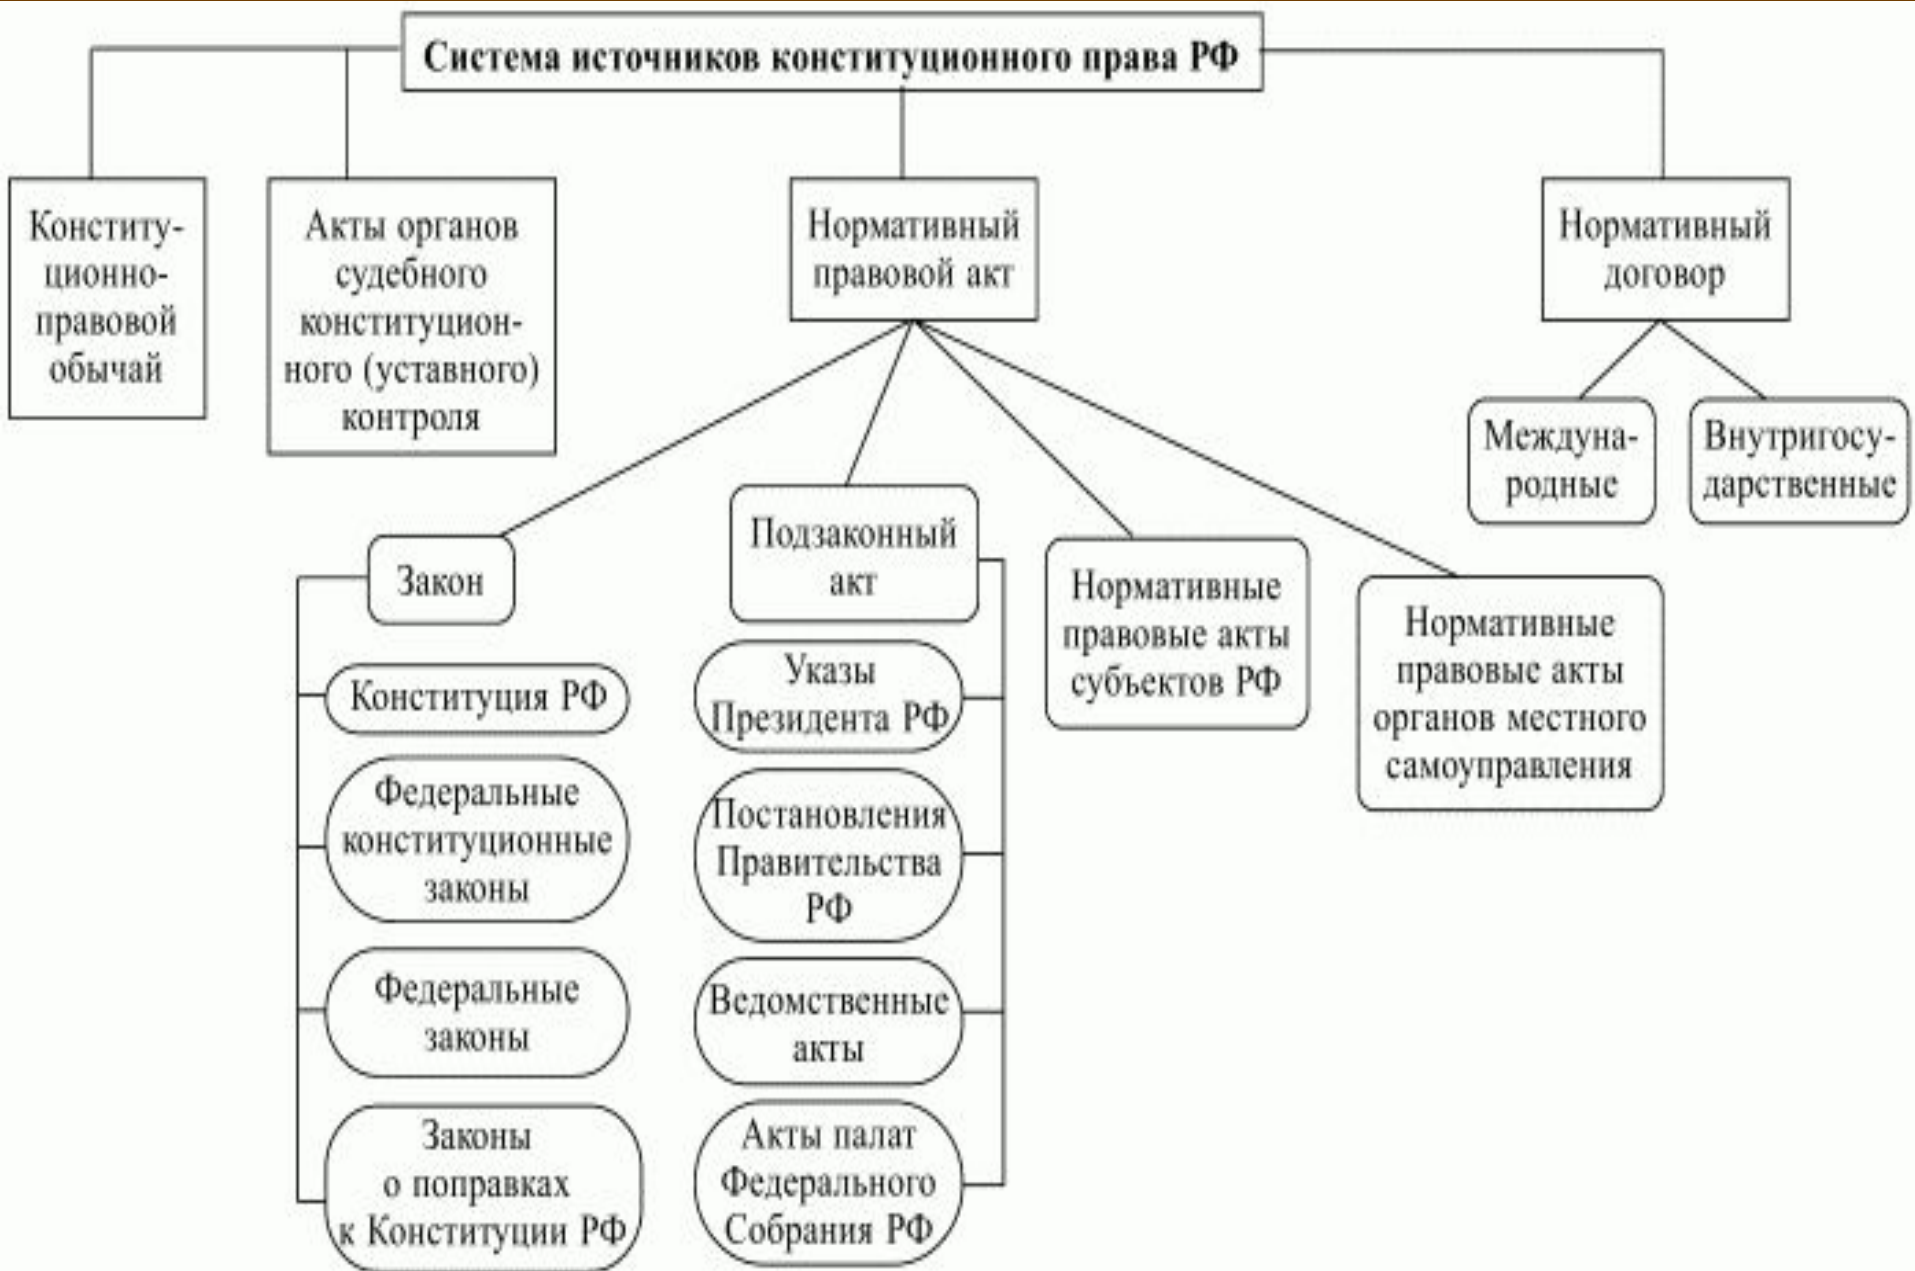 Система источников конституционного права РФ
Конститу-
ционно-
правовой
обычай
Акты органов
судебного
конституцион-
ного (уставного)
контроля
Нормативный
правовой акт
Нормативный
договор
Междуна-
родные
Внутригосу-
дарственные
Закон
Конституция РФ
Федеральные
конституционные
законы
Федеральные
законы
Законы
о поправках
к Конституции РФ
Подзаконный
акт
Указы
Президента РФ
Постановления
Правительства
РФ
Ведомственные
акты
Акты палат
Федерального
Собрания РФ
Нормативные
правовые акты
субъектов РФ
Нормативные
правовые акты
органов местного
самоуправления